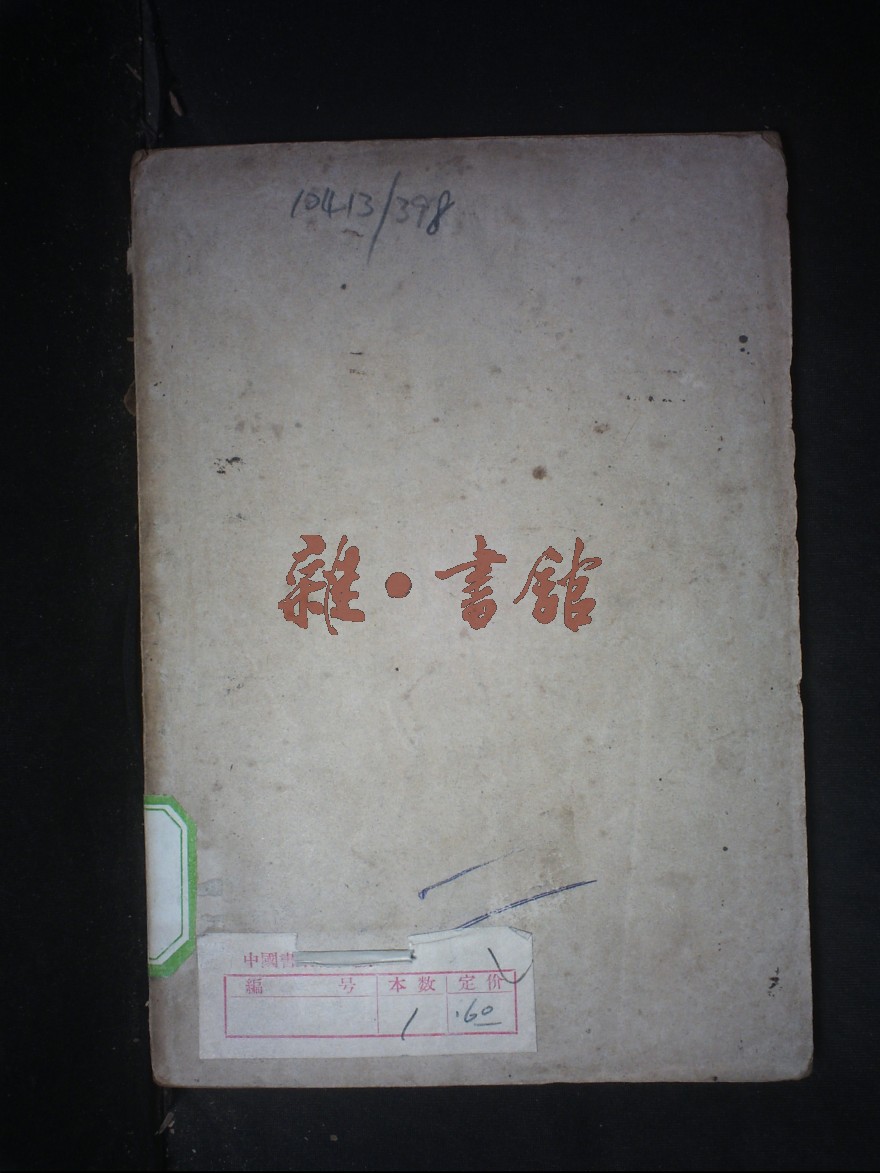 10413/398
雜·書館
中國書
編 号 本数 定价
1 .60